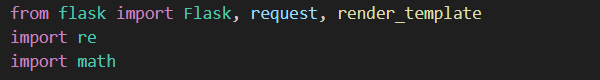 from flask import Flask, request, render_template
import re
import math